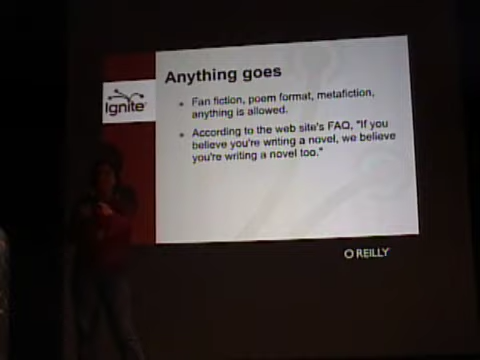 Anything goes
Ignite
Fan fiction, poem format, metafiction,
anything is allowed.
According to the web site's FAQ, "If you
believe you're writing a novel, we believe
you're writing a novel too."
O REILLY